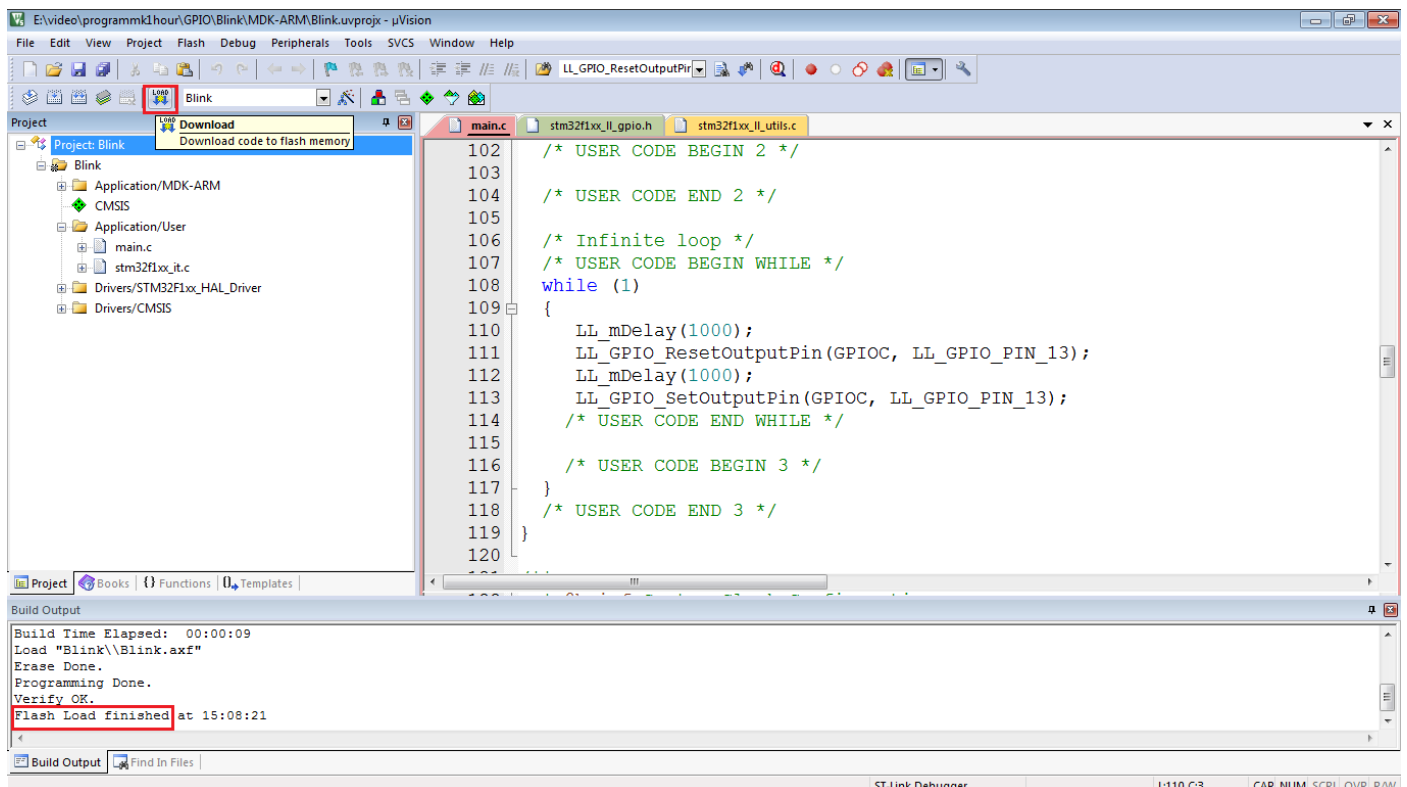 E:\video\programmk1hour\GPIO\Blink\MDK-ARM\Blink.uvprojx - µVision
File Edit View Project Flash Debug Peripherals Tools SVCS Window Help
LL_GPIO_ResetOutputPir
LOAD Blink
Project
LOAD Download
Download code to flash memory
Project: Blink
Blink
Application/MDK-ARM
CMSIS
Application/User
main.c
stm32f1xx_it.c
Drivers/STM32F1xx_HAL_Driver
Drivers/CMSIS
Project Books {} Functions 0 Templates
main.c stm32f1xx_ll_gpio.h stm32f1xx_ll_utils.c
102 /* USER CODE BEGIN 2 */
103
104 /* USER CODE END 2 */
105
106 /* Infinite loop */
107 /* USER CODE BEGIN WHILE */
108 while (1)
109 {
110 LL_mDelay(1000);
111 LL_GPIO_ResetOutputPin(GPIOC, LL_GPIO_PIN_13);
112 LL_mDelay(1000);
113 LL_GPIO_SetOutputPin(GPIOC, LL_GPIO_PIN_13);
114 /* USER CODE END WHILE */
115
116 /* USER CODE BEGIN 3 */
117 }
118 /* USER CODE END 3 */
119 }
120
Build Output
Build Time Elapsed: 00:00:09
Load "Blink\\Blink.axf"
Erase Done.
Programming Done.
Verify OK.
Flash Load finished at 15:08:21
Build Output Find In Files
ST-Link Debugger L:110 C:3 CAP NUM SCRL OVR R/W